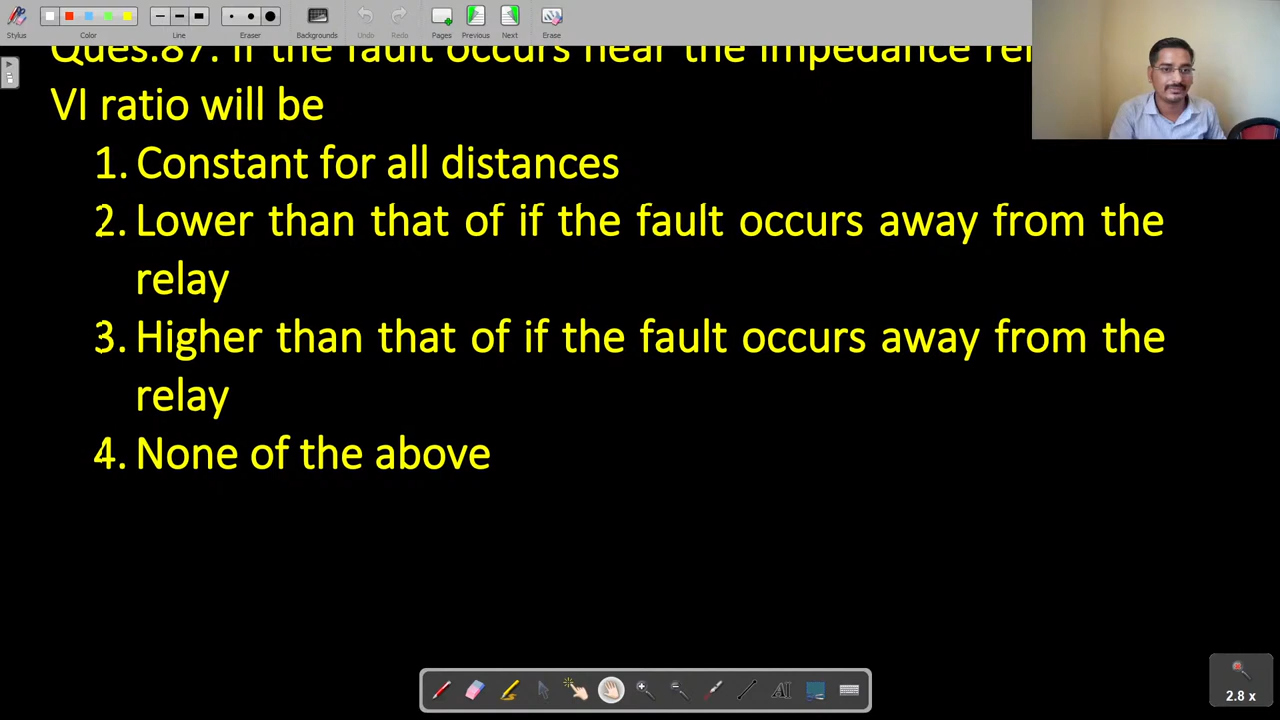 Stylus
Color
Line
Eraser
Backgrounds
Undo
Redo
Pages
Previous
Next
Erase
Ques.87. If the fault occurs near the impedance
VI ratio will be
1. Constant for all distances
2. Lower than that of if the fault occurs away from the
relay
3. Higher than that of if the fault occurs away from the
relay
4. None of the above
AI
2.8 x